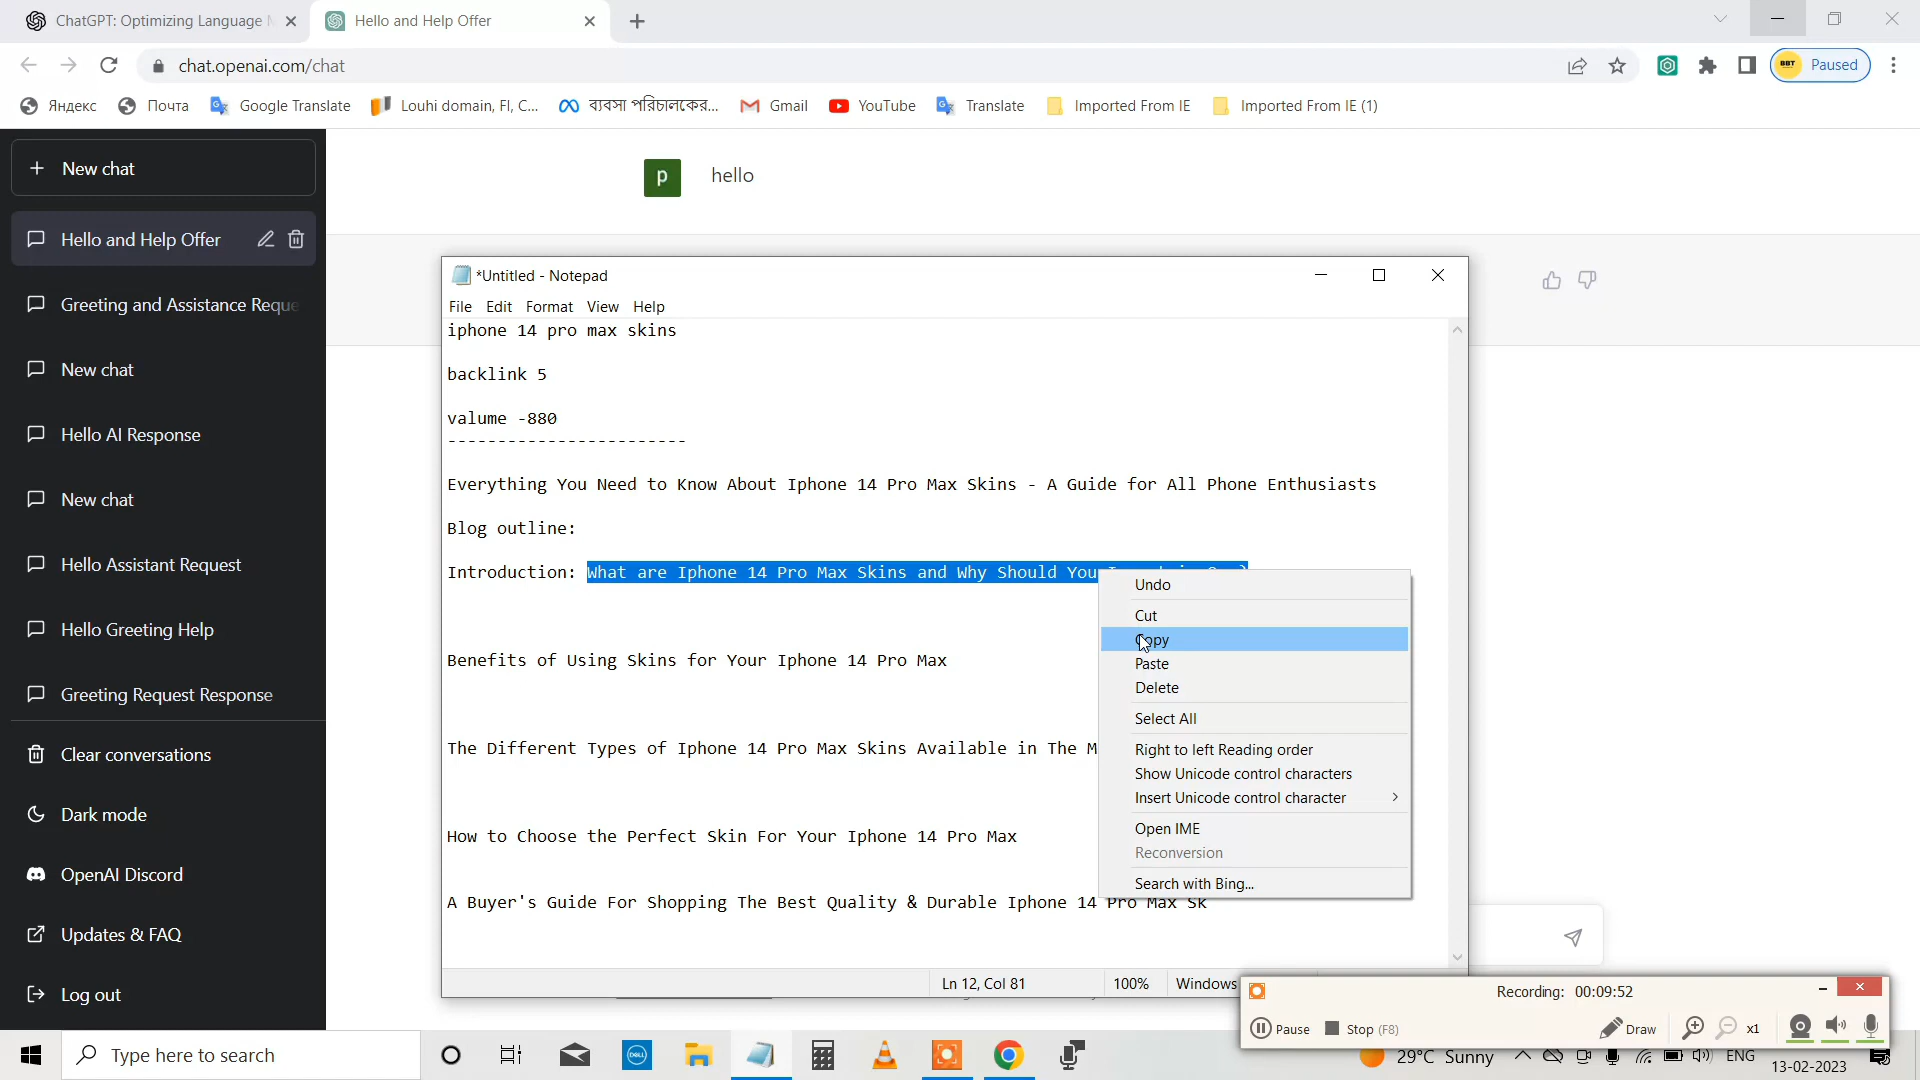 ChatGPT: Optimizing Language
Hello and Help Offer
chat.openai.com/chat
Paused
Яндекс
Почта
Google Translate
Louhi domain, FI, C...
ব্যবসা পরিচালকের...
Gmail
YouTube
Translate
Imported From IE
Imported From IE (1)
New chat
Hello and Help Offer
Greeting and Assistance Reque
New chat
Hello AI Response
New chat
Hello Assistant Request
Hello Greeting Help
Greeting Request Response
Clear conversations
Dark mode
OpenAI Discord
Updates & FAQ
Log out
p
hello
*Untitled - Notepad
File Edit Format View Help
iphone 14 pro max skins
backlink 5
valume -880
------------------------
Everything You Need to Know About Iphone 14 Pro Max Skins - A Guide for All Phone Enthusiasts
Blog outline:
Introduction: What are Iphone 14 Pro Max Skins and Why Should You
Benefits of Using Skins for Your Iphone 14 Pro Max
The Different Types of Iphone 14 Pro Max Skins Available in The M
How to Choose the Perfect Skin For Your Iphone 14 Pro Max
A Buyer's Guide For Shopping The Best Quality & Durable Iphone 14 Pro Max Sk
Undo
Cut
Copy
Paste
Delete
Select All
Right to left Reading order
Show Unicode control characters
Insert Unicode control character
Open IME
Reconversion
Search with Bing...
Ln 12, Col 81
100%
Windows
Recording: 00:09:52
Pause
Stop (F8)
Draw
x1
Type here to search
DELL
29°C Sunny
ENG
13-02-2023